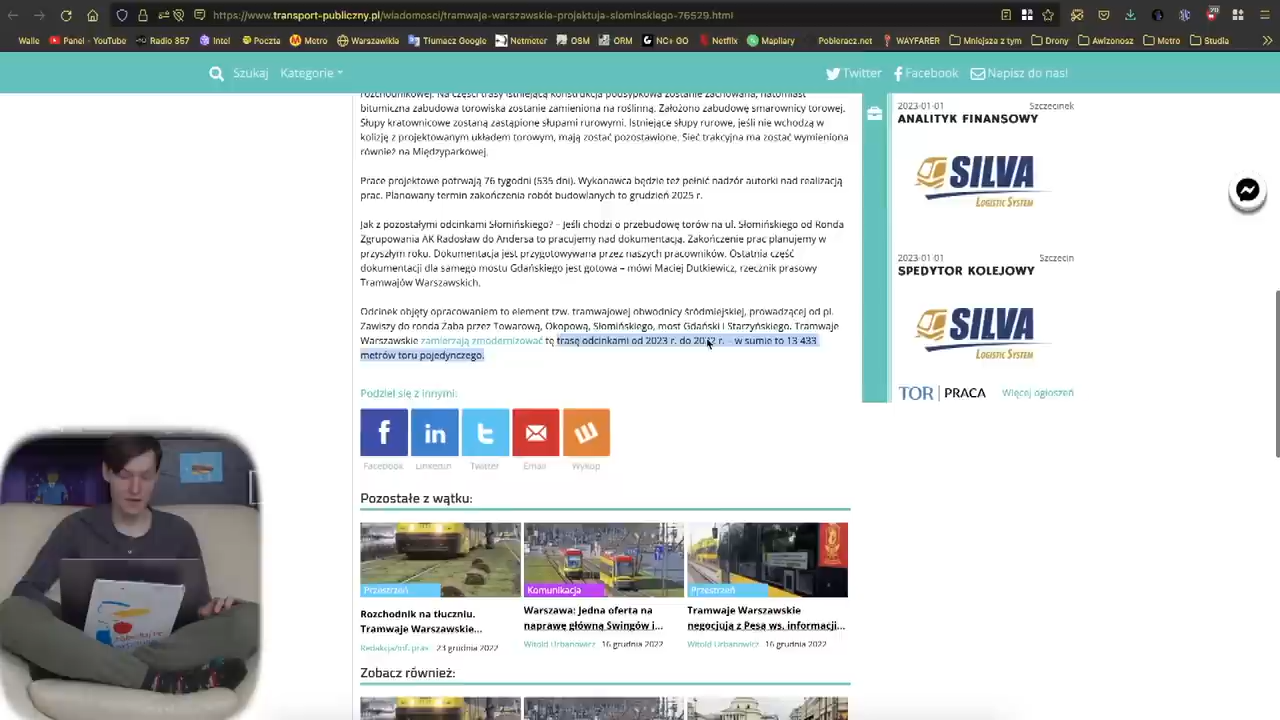 https://www.transport-publiczny.pl/wiadomosci/tramwaje-warszawskie-projektuja-slominskiego-76529.html
Walle Panel - YouTube Radio 357 Intel Poczta Metro Warszawikia Tłumacz Google Netmeter OSM ORM NC+ GO Netflix Mapilary Pobieracz.net WAYFARER Mniejsza z tym Drony Awizonosz Metro Studia
Szukaj Kategorie Twitter Facebook Napisz do nas!
rozchodnikowej. Na części trasy istniejąca konstrukcja podsypkowa zostanie zachowana, natomiast
bitumiczna zabudowa torowiska zostanie zamieniona na roślinną. Założono zabudowę smarownicy torowej.
Słupy kratownicowe zostaną zastąpione słupami rurowymi. Istniejące słupy rurowe, jeśli nie wchodzą w
kolizję z projektowanym układem torowym, mają zostać pozostawione. Sieć trakcyjna ma zostać wymieniona
również na Międzyparkowej.
Prace projektowe potrwają 76 tygodni (535 dni). Wykonawca będzie też pełnić nadzór autorki nad realizacją
prac. Planowany termin zakończenia robót budowlanych to grudzień 2025 r.
Jak z pozostałymi odcinkami Słomińskiego? – Jeśli chodzi o przebudowę torów na ul. Słomińskiego od Ronda
Zgrupowania AK Radosław do Andersa to pracujemy nad dokumentacją. Zakończenie prac planujemy w
przyszłym roku. Dokumentacja jest przygotowywana przez naszych pracowników. Ostatnia część
dokumentacji dla samego mostu Gdańskiego jest gotowa – mówi Maciej Dutkiewicz, rzecznik prasowy
Tramwajów Warszawskich.
Odcinek objęty opracowaniem to element tzw. tramwajowej obwodnicy śródmiejskiej, prowadzącej od pl.
Zawiszy do ronda Żaba przez Towarową, Okopową, Słomińskiego, most Gdański i Starzyńskiego. Tramwaje
Warszawskie zamierzają zmodernizować tę trasę odcinkami od 2023 r. do r. – w sumie to 13 433
metrów toru pojedynczego.
Podziel się z innymi:
Facebook LinkedIn Twitter Email Wykop
Pozostałe z wątku:
Przestrzeń
Komunikacja
Przestrzeń
Rozchodnik na tłuczniu.
Tramwaje Warszawskie...
Redakcja/inf. pras 23 grudnia 2022
Warszawa: Jedna oferta na
naprawę główną Swingów i...
Witold Urbanowicz 16 grudnia 2022
Tramwaje Warszawskie
negocjują z Pesą ws. informacji...
Witold Urbanowicz 16 grudnia 2022
Zobacz również:
2023-01-01 Szczecinek
ANALITYK FINANSOWY
SILVA
LOGISTIC SYSTEM
2023-01-01 Szczecin
SPEDYTOR KOLEJOWY
SILVA
LOGISTIC SYSTEM
TOR PRACA Więcej ogłoszeń